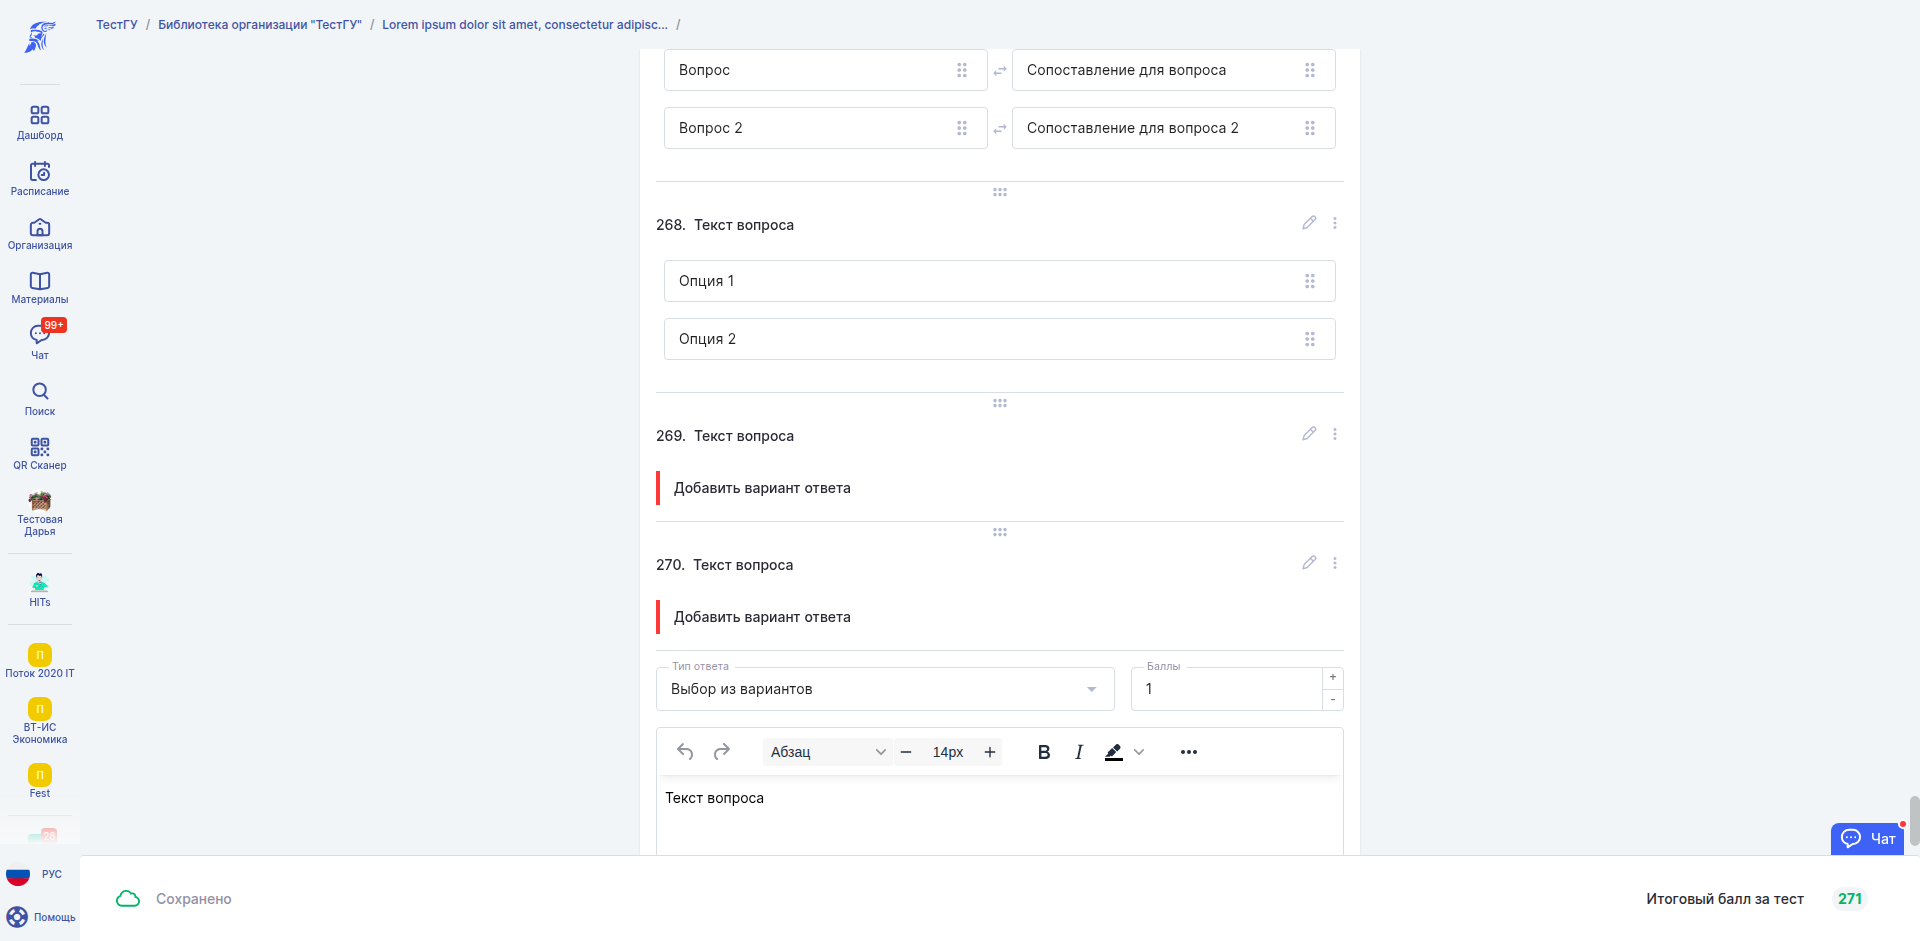 ТестГУ / Библиотека организации "ТестГУ" / Lorem ipsum dolor sit amet, consectetur adipisc... /
Дашборд
Расписание
Организация
Материалы
99+
Чат
Поиск
QR Сканер
Тестовая
Дарья
HITs
П
Поток 2020 IT
П
ВТ-ИС
Экономика
П
Fest
28
РУС
Помощь
Вопрос
Сопоставление для вопроса
Вопрос 2
Сопоставление для вопроса 2
268. Текст вопроса
Опция 1
Опция 2
269. Текст вопроса
Добавить вариант ответа
270. Текст вопроса
Добавить вариант ответа
Тип ответа
Выбор из вариантов
Баллы
1
+
-
Абзац
14px
B I
Текст вопроса
Чат
Сохранено
Итоговый балл за тест 271